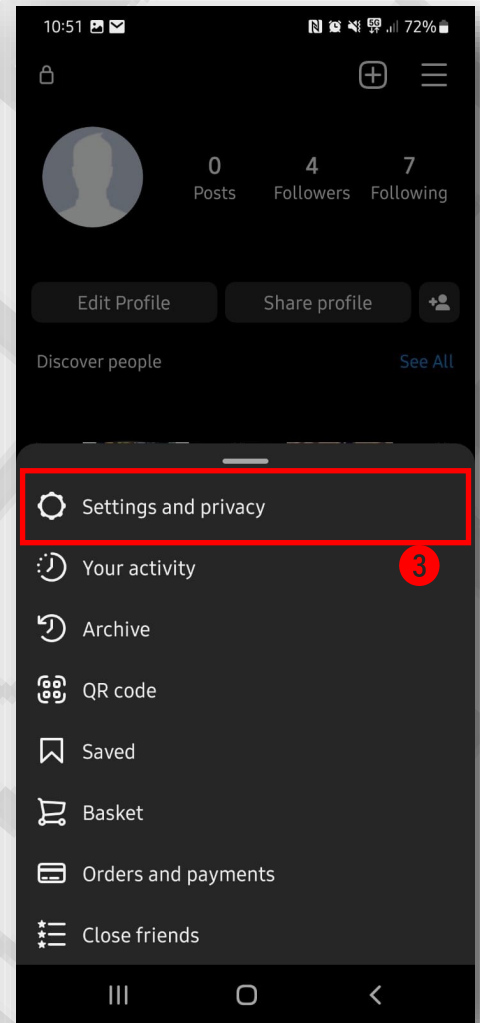 10:51 72%
0 4 7
Posts Followers Following
Edit Profile Share profile
Discover people See All
Settings and privacy
3
Your activity
Archive
QR code
Saved
Basket
Orders and payments
Close friends